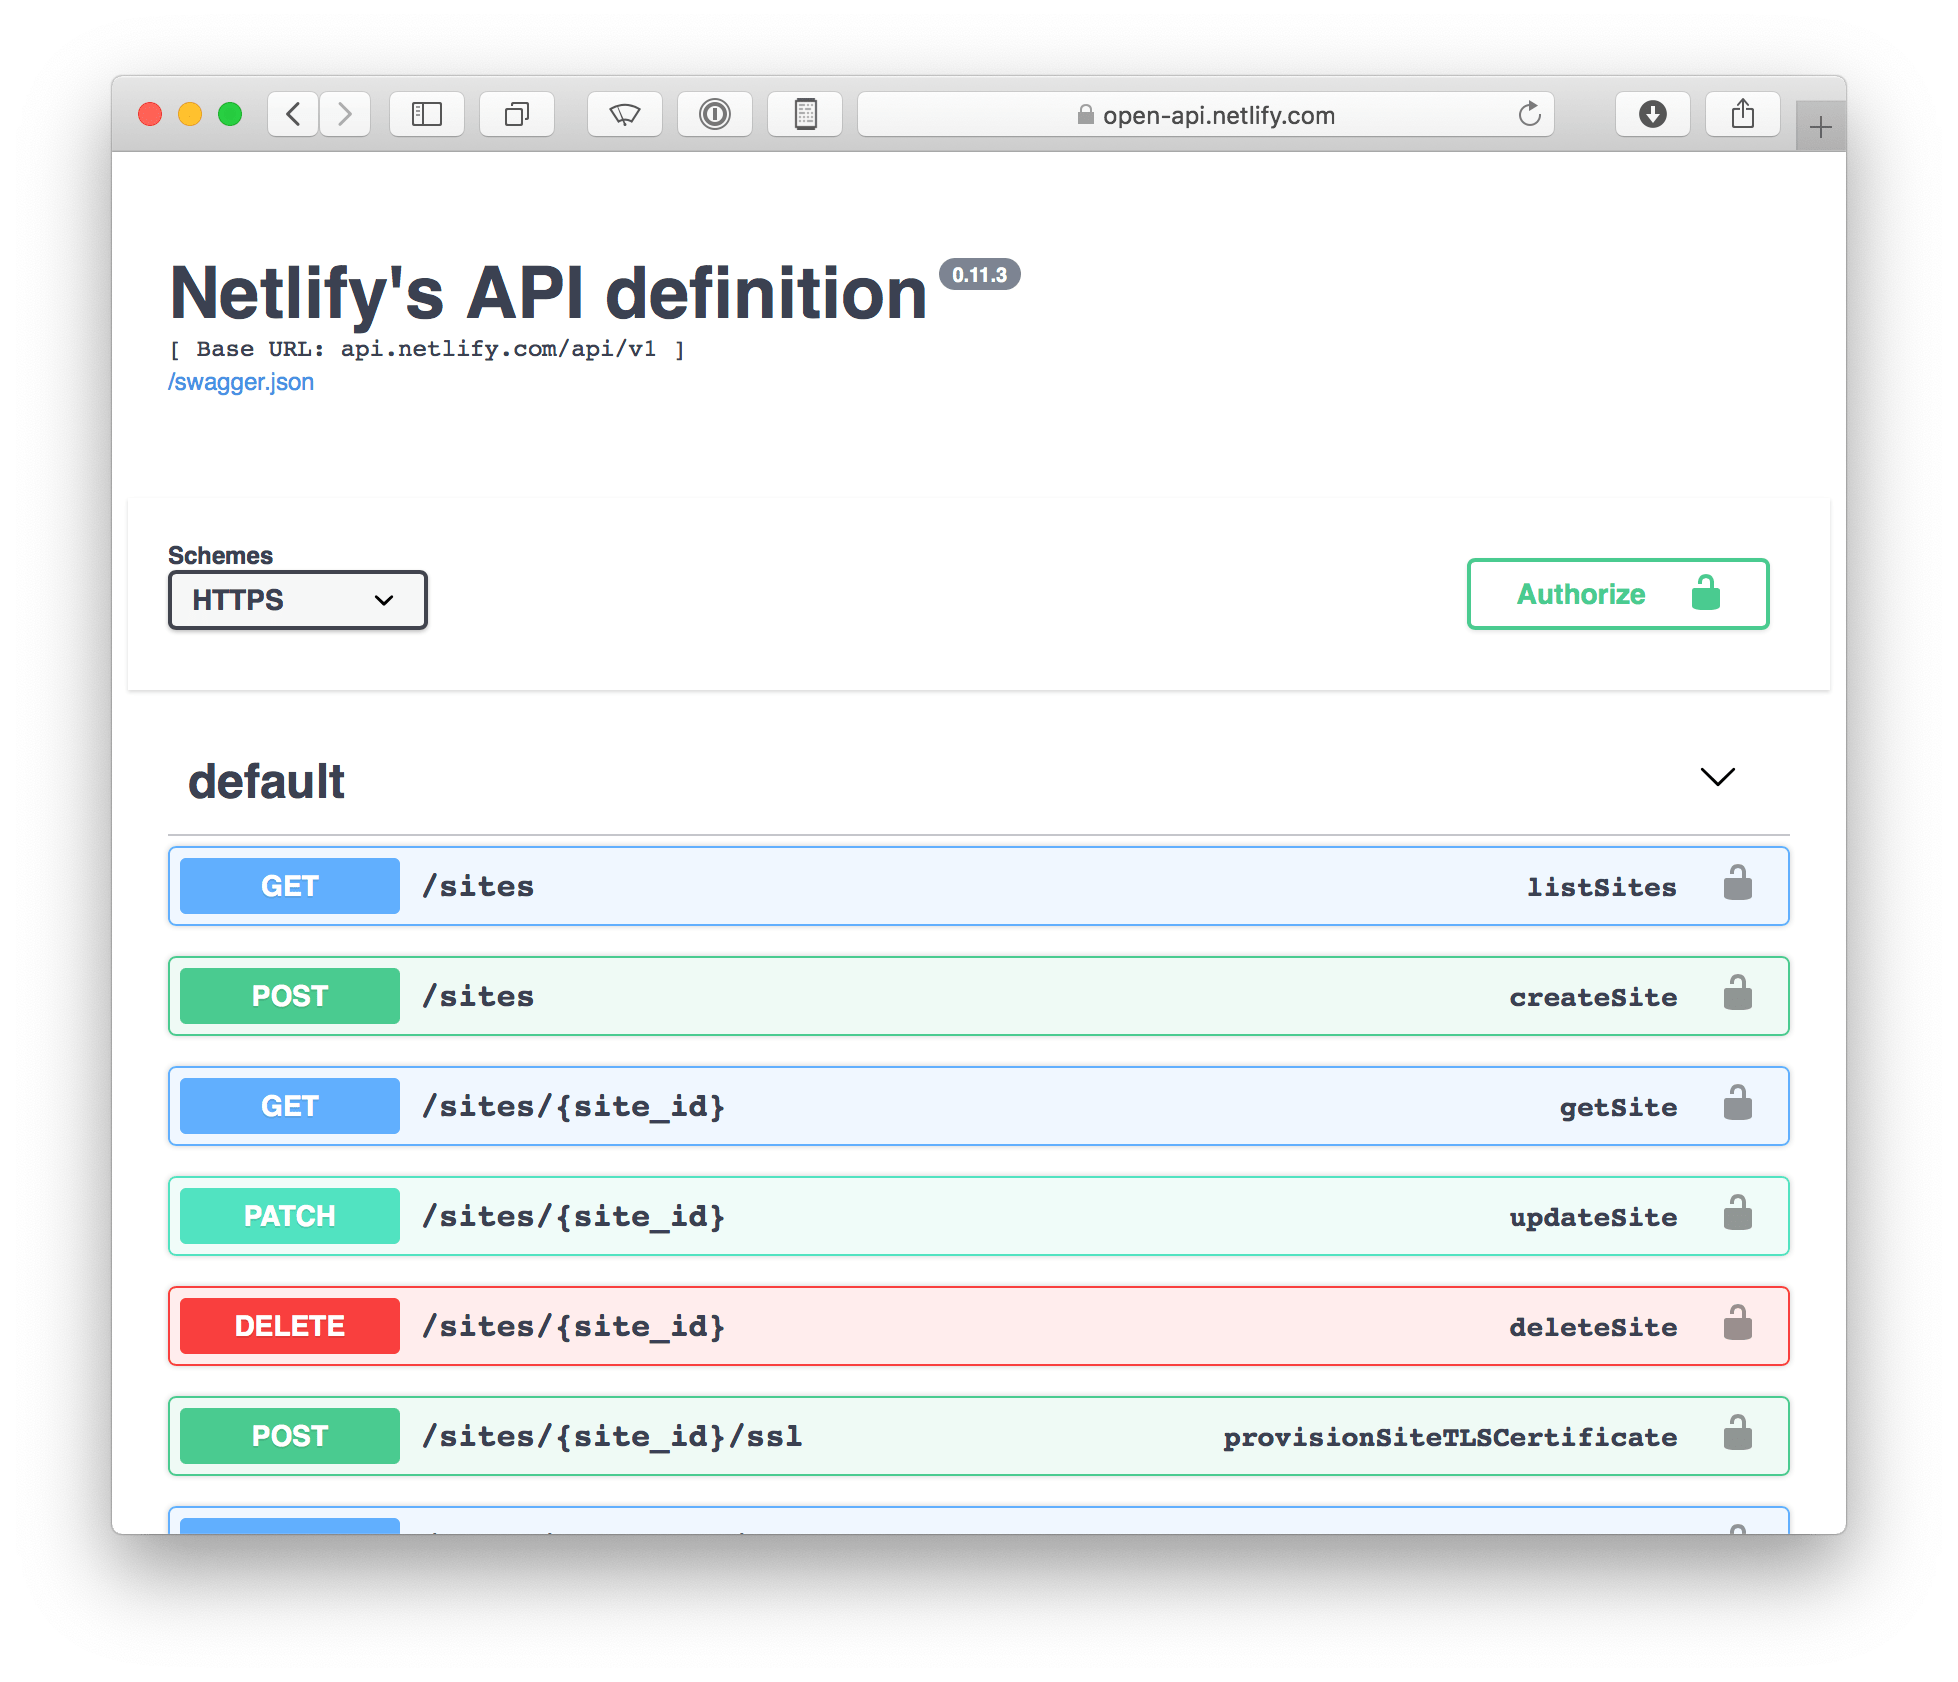 open-api.netlify.com
Netlify's API definition 0.11.3
[ Base URL: api.netlify.com/api/v1 ]
/swagger.json
Schemes
HTTPS
Authorize
default
GET /sites listSites
POST /sites createSite
GET /sites/{site_id} getSite
PATCH /sites/{site_id} updateSite
DELETE /sites/{site_id} deleteSite
POST /sites/{site_id}/ssl provisionSiteTLSCertificate